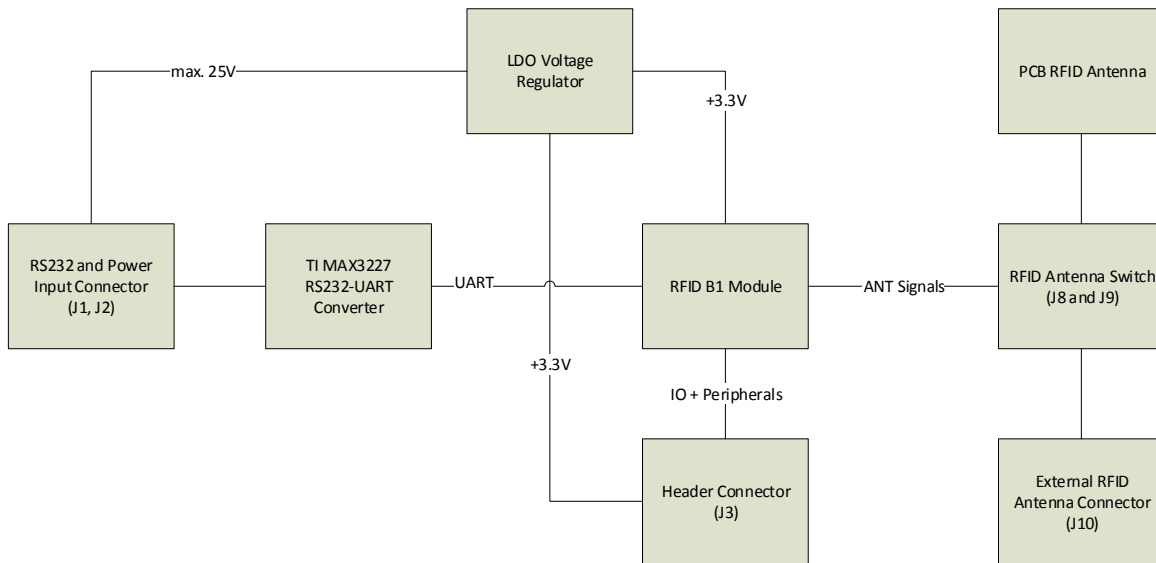 LDO Voltage
Regulator
PCB RFID Antenna
max. 25V
+3.3V
RS232 and Power
Input Connector
(J1, J2)
TI MAX3227
RS232-UART
Converter
UART
RFID B1 Module
ANT Signals
RFID Antenna Switch
(J8 and J9)
+3.3V
IO + Peripherals
Header Connector
(J3)
External RFID
Antenna Connector
(J10)